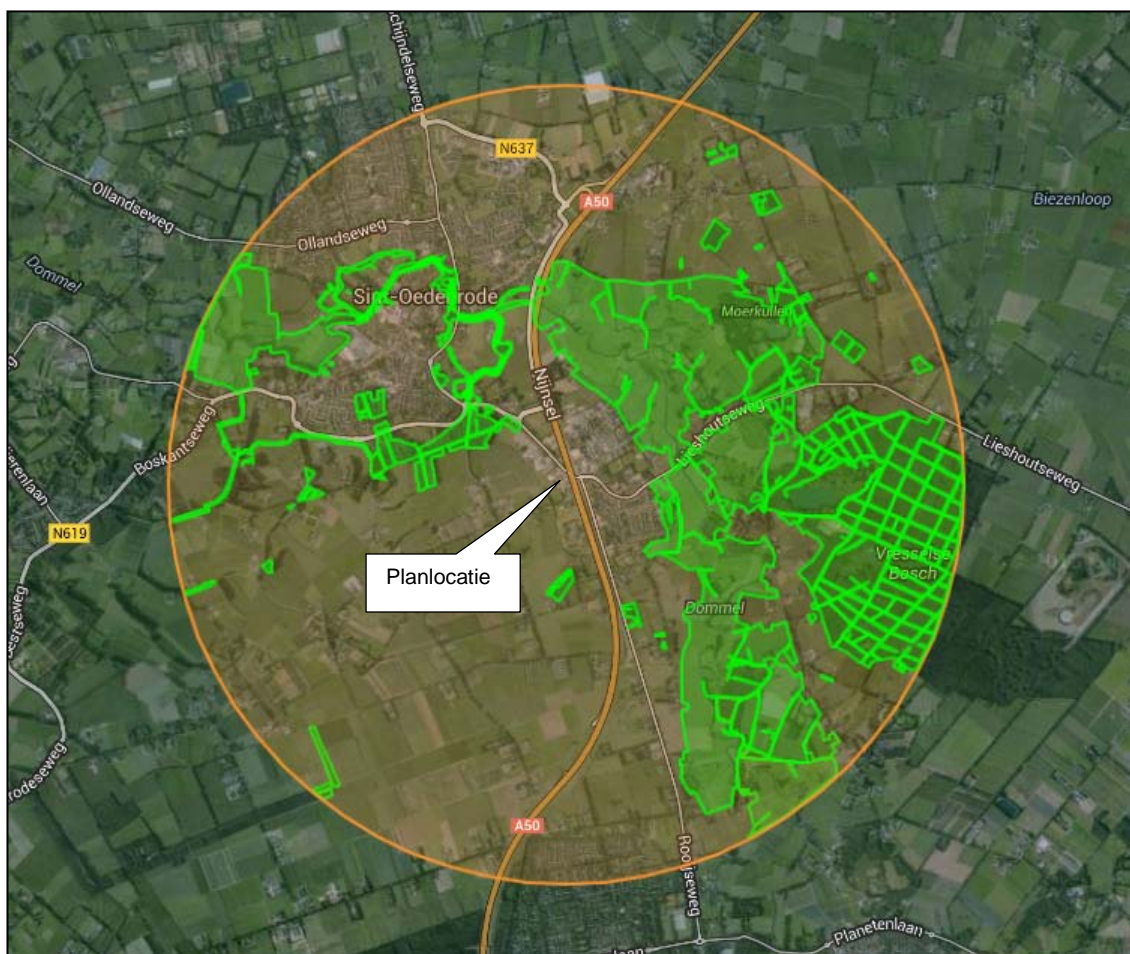 Schijndelseweg
N637
Ollandseweg
A50
Biezenloop
Ollandseweg
Dommel
Sint-Oedenrode
Moerkuilen
Nijnsel
Lieshoutseweg
Boskantseweg
Lieshoutseweg
N619
Vresselse
Bosch
Planlocatie
Dommel
A50
Rooijseweg
Planetenlaan